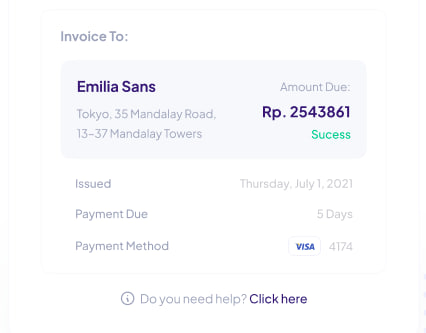 Invoice To:
Emilia Sans
Amount Due:
Tokyo, 35 Mandalay Road,
13–37 Mandalay Towers
Rp. 2543861
Sucess
Issued
Thursday, July 1, 2021
Payment Due
5 Days
Payment Method
VISA 4174
Do you need help? Click here